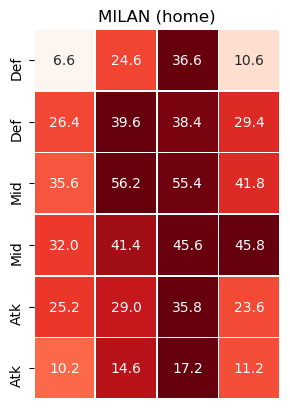 MILAN (home)
Def 6.6 24.6 36.6 10.6
Def 26.4 39.6 38.4 29.4
Mid 35.6 56.2 55.4 41.8
Mid 32.0 41.4 45.6 45.8
Atk 25.2 29.0 35.8 23.6
Atk 10.2 14.6 17.2 11.2